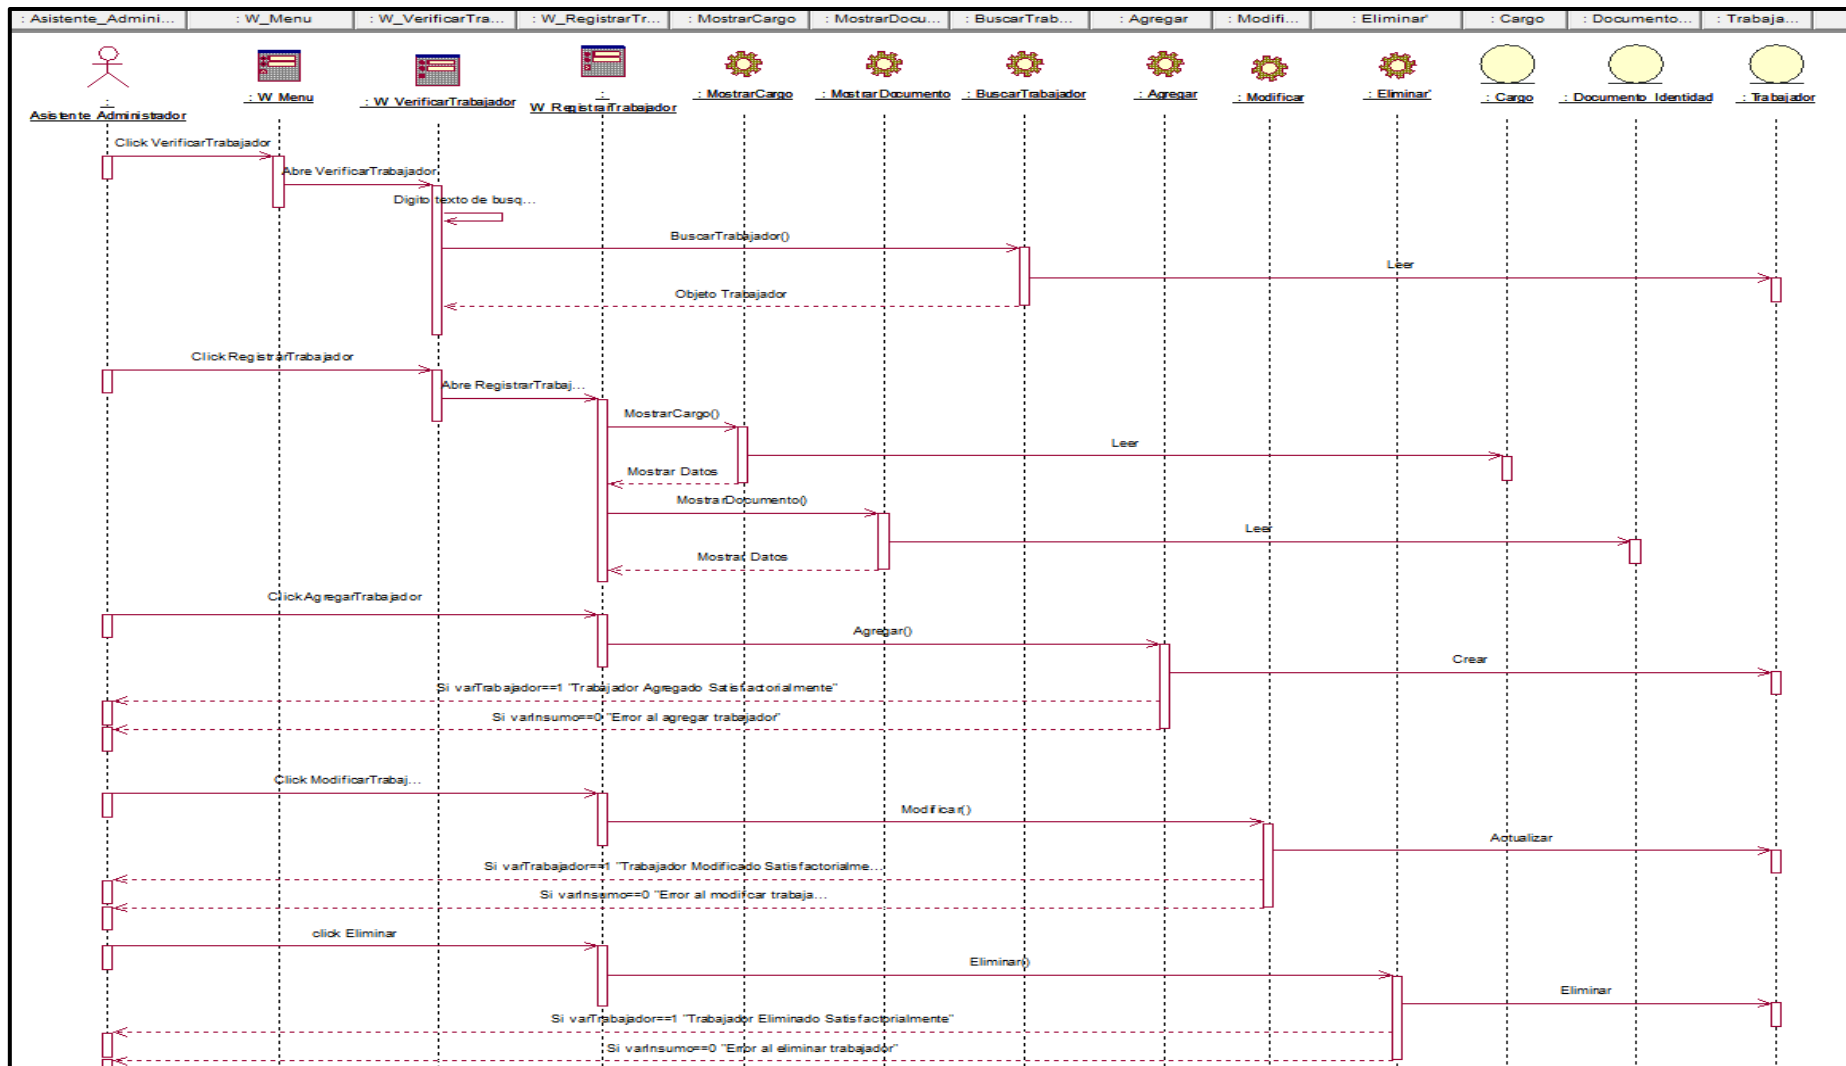 : Asistente_Admini...
: W_Menu
: W_VerificarTra...
: W_RegistrarTr...
: MostrarCargo
: MostrarDocu...
: BuscarTrab...
: Agregar
: Modifi...
: Eliminar'
: Cargo
: Documento...
: Trabaja...
:
Asistente_Administrador
: W_Menu
: W_VerificarTrabajador
:
W_RegistrarTrabajador
: MostrarCargo
: MostrarDocumento
: BuscarTrabajador
: Agregar
: Modificar
: Eliminar'
: Cargo
: Documento_Identidad
: Trabajador
Click VerificarTrabajador
Abre VerificarTrabajador
Digito texto de busq...
BuscarTrabajador()
Leer
Objeto Trabajador
Click RegistrarTrabajador
Abre RegistrarTrabaj...
MostrarCargo()
Leer
Mostrar Datos
MostrarDocumento()
Leer
Mostrar Datos
Click AgregarTrabajador
Agregar()
Crear
Si varTrabajador==1 "Trabajador Agregado Satisfactorialmente"
Si varInsumo==0 "Error al agregar trabajador"
Click ModificarTrabaj...
Modificar()
Actualizar
Si varTrabajador==1 "Trabajador Modificado Satisfactorialme...
Si varInsumo==0 "Error al modificar trabaja...
click Eliminar
Eliminar()
Eliminar
Si varTrabajador==1 "Trabajador Eliminado Satisfactorialmente"
Si varInsumo==0 "Error al eliminar trabajador"